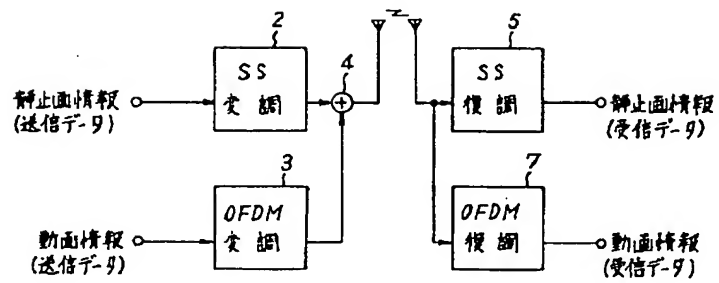 2
SS
変調
4
5
SS
復調
静止画情報
(送信データ)
静止画情報
(受信データ)
3
OFDM
変調
7
OFDM
復調
動画情報
(送信データ)
動画情報
(受信データ)